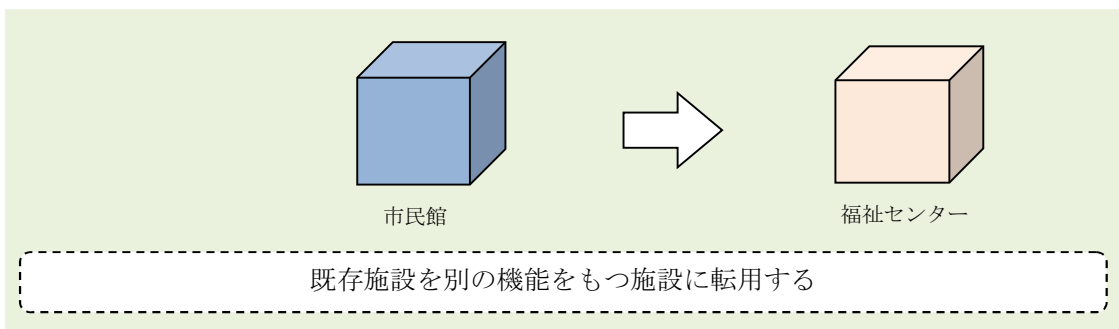 市民館
福祉センター
既存施設を別の機能をもつ施設に転用する